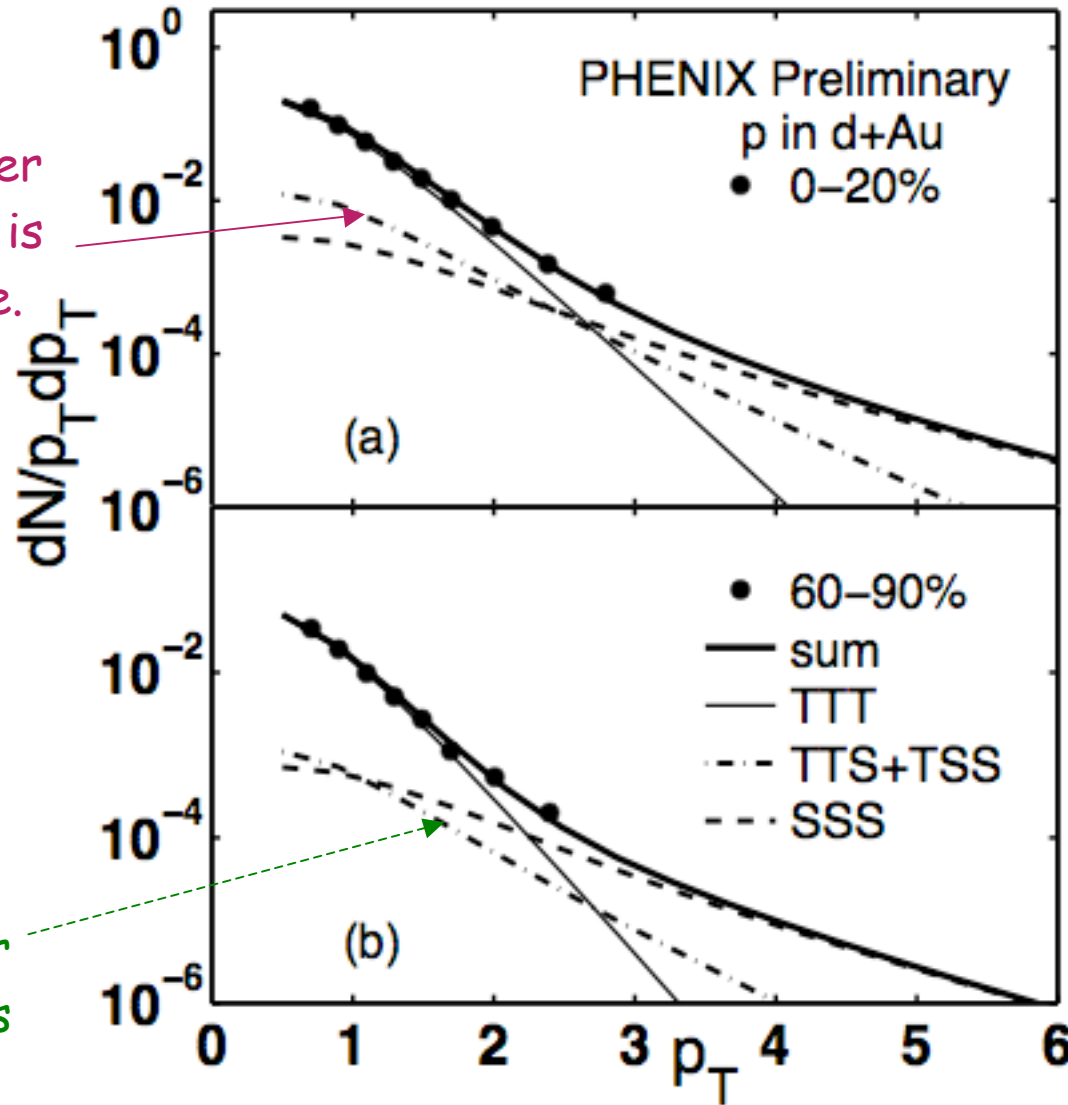 10^0
PHENIX Preliminary
p in d+Au
0–20%
10^-2
is
e.
10^-4
(a)
10^-6
dN/p_T dp_T
60–90%
sum
TTT
TTS+TSS
SSS
10^-2
10^-4
(b)
10^-6
s
0 1 2 3 4 5 6
p_T